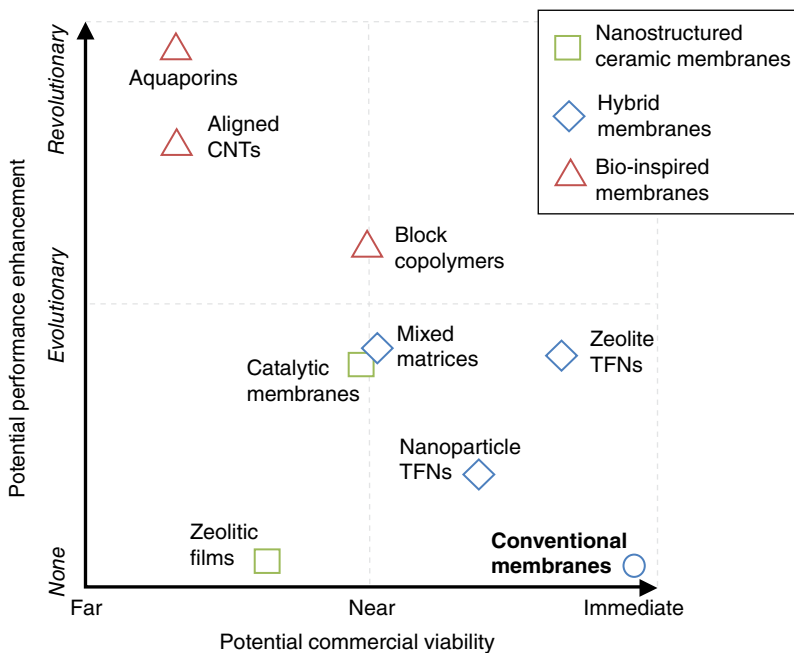 Nanostructured
ceramic membranes
Hybrid
membranes
Bio-inspired
membranes
Potential performance enhancement
Revolutionary
Evolutionary
None
Aquaporins
Aligned
CNTs
Block
copolymers
Mixed
matrices
Catalytic
membranes
Zeolite
TFNs
Nanoparticle
TFNs
Zeolitic
films
Conventional
membranes
Far
Near
Immediate
Potential commercial viability